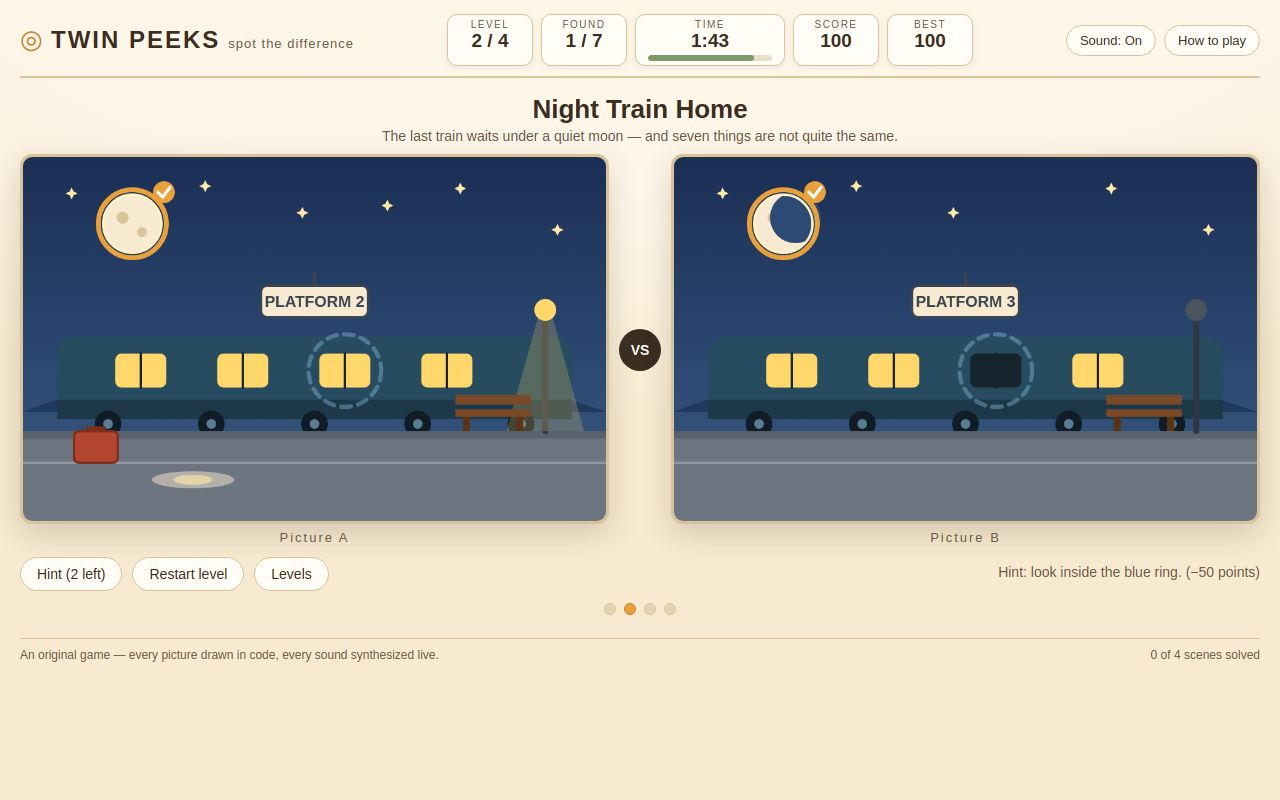 TWIN PEEKS spot the difference
LEVEL
2 / 4
FOUND
1 / 7
TIME
1:43
SCORE
100
BEST
100
Sound: On
How to play
Night Train Home
The last train waits under a quiet moon — and seven things are not quite the same.
PLATFORM 2
VS
PLATFORM 3
Picture A
Picture B
Hint (2 left)
Restart level
Levels
Hint: look inside the blue ring. (−50 points)
An original game — every picture drawn in code, every sound synthesized live.
0 of 4 scenes solved